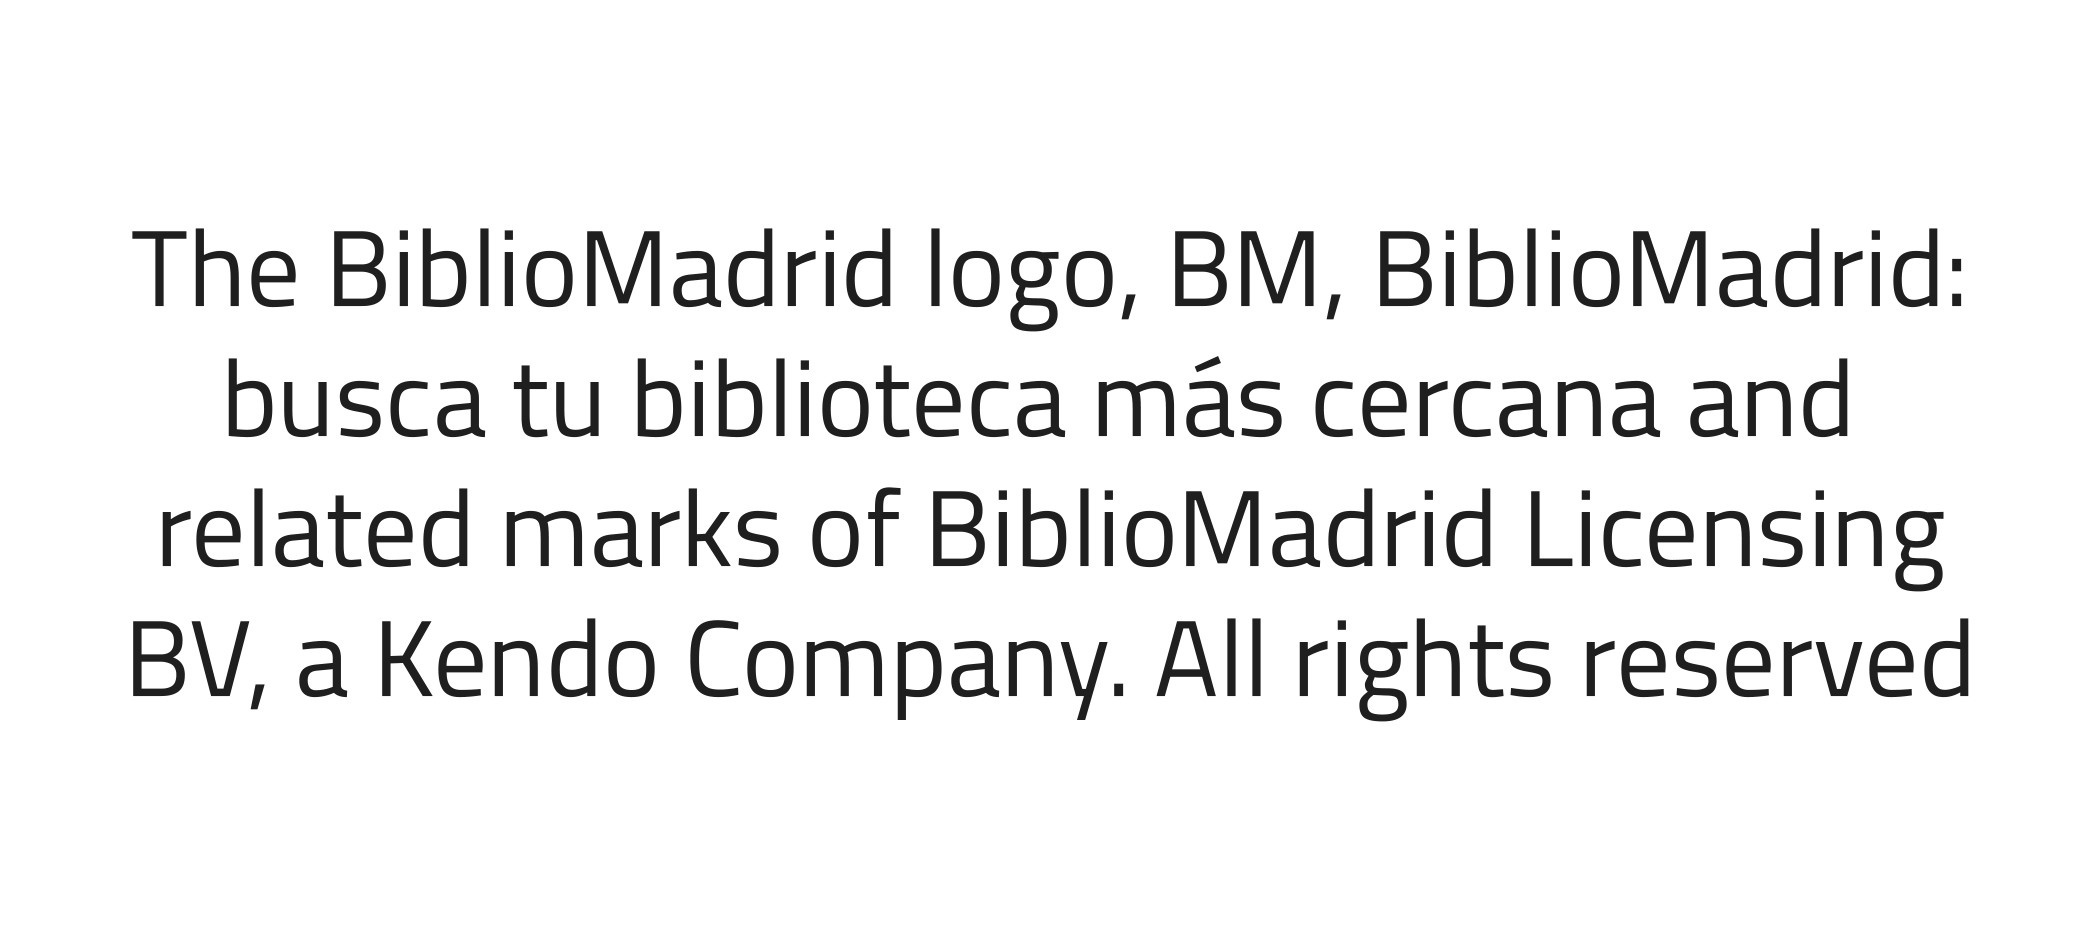 The BiblioMadrid logo, BM, BiblioMadrid:
busca tu biblioteca más cercana and
related marks of BiblioMadrid Licensing
BV, a Kendo Company. All rights reserved